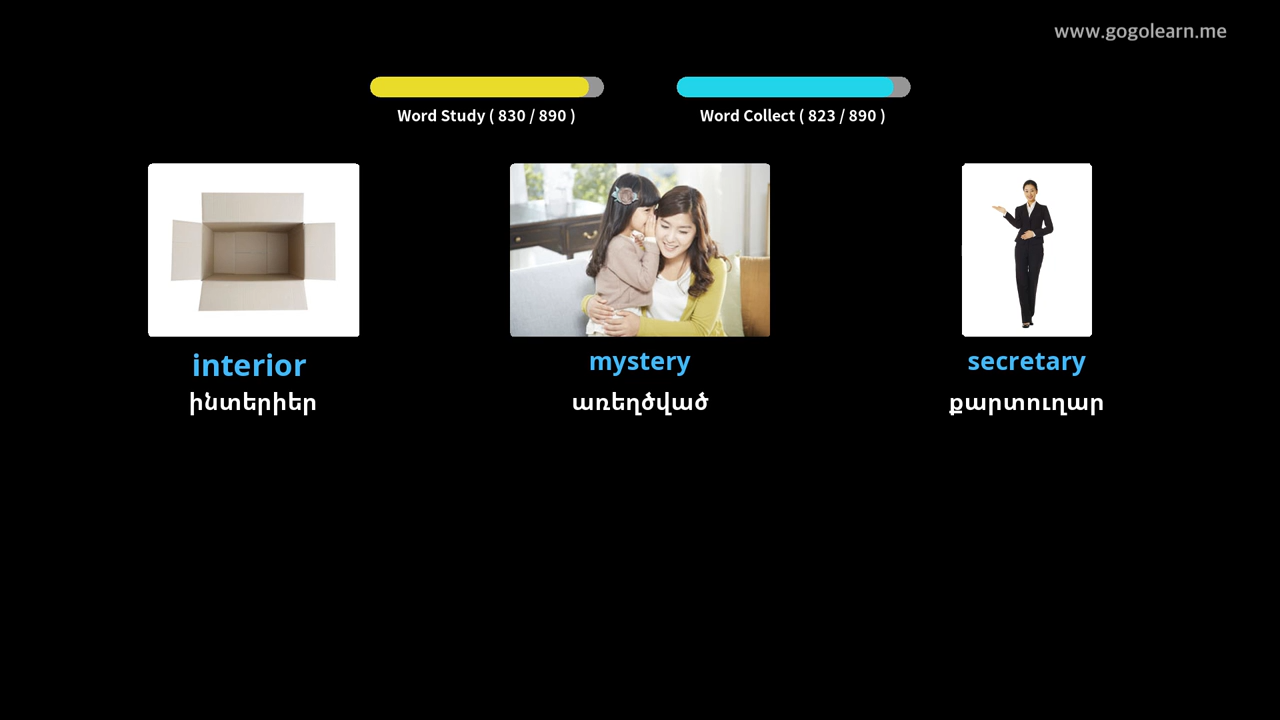 www.gogolearn.me
Word Study ( 830 / 890 )
Word Collect ( 823 / 890 )
interior
mystery
secretary
ինտերիեր
առեղծված
քարտուղար